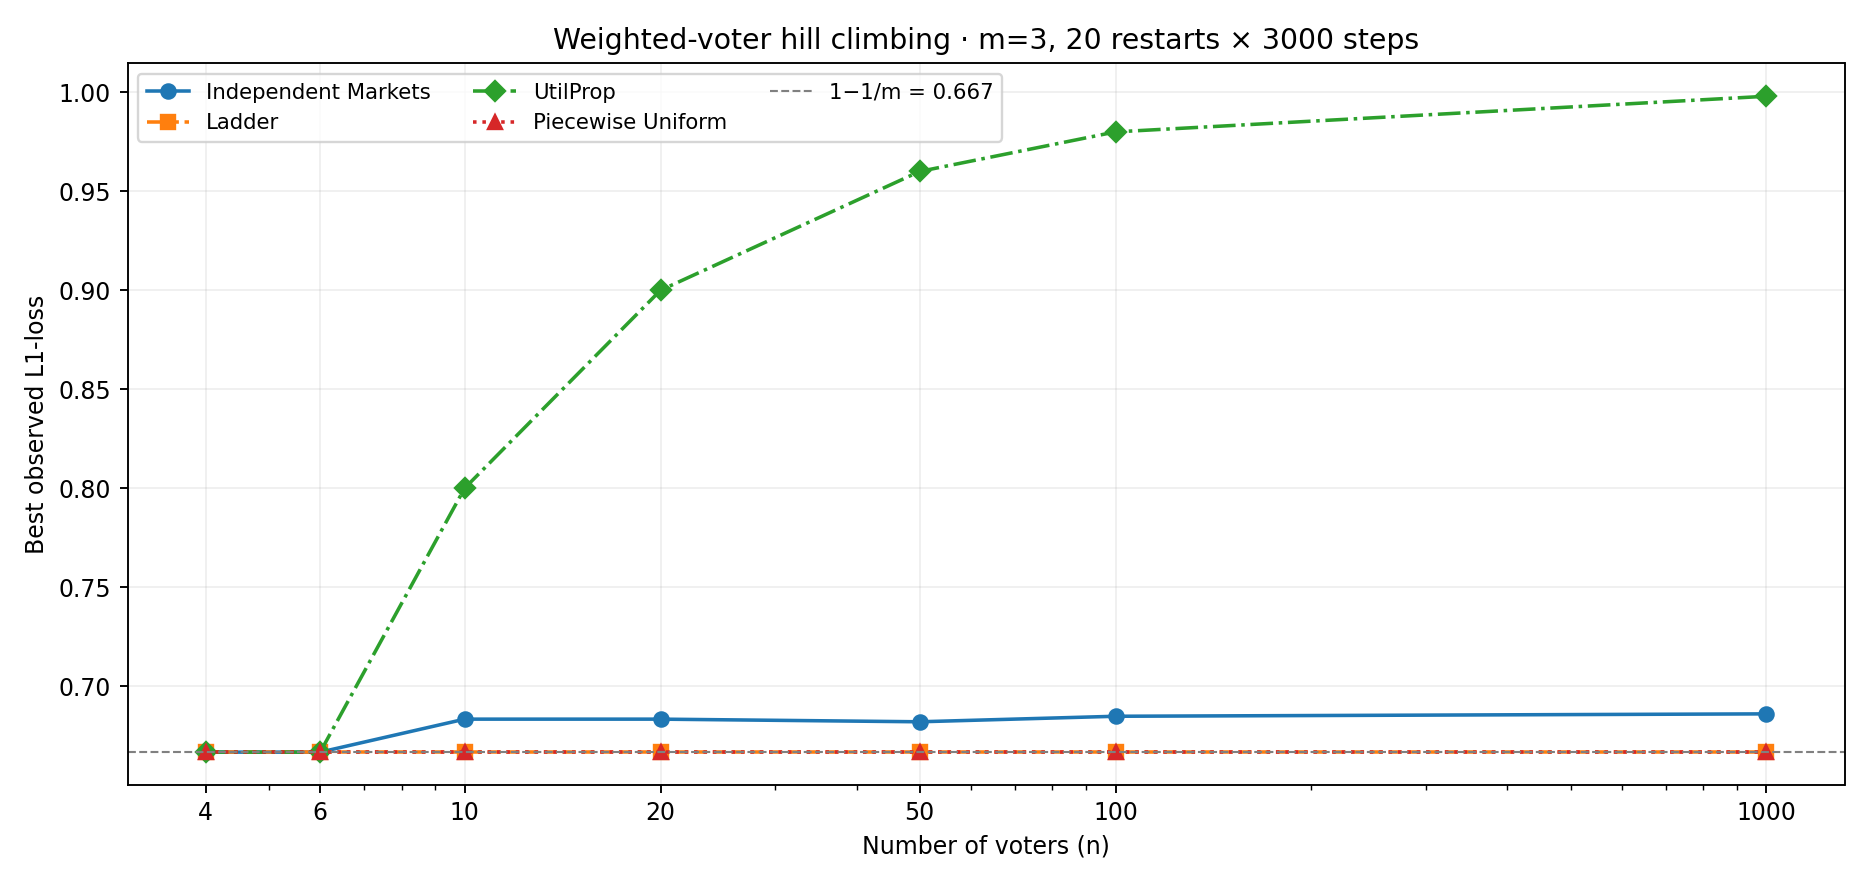 Weighted-voter hill climbing · m=3, 20 restarts × 3000 steps
Independent Markets
Ladder
UtilProp
Piecewise Uniform
1−1/m = 0.667
Best observed L1-loss
1.00
0.95
0.90
0.85
0.80
0.75
0.70
4 6 10 20 50 100 1000
Number of voters (n)